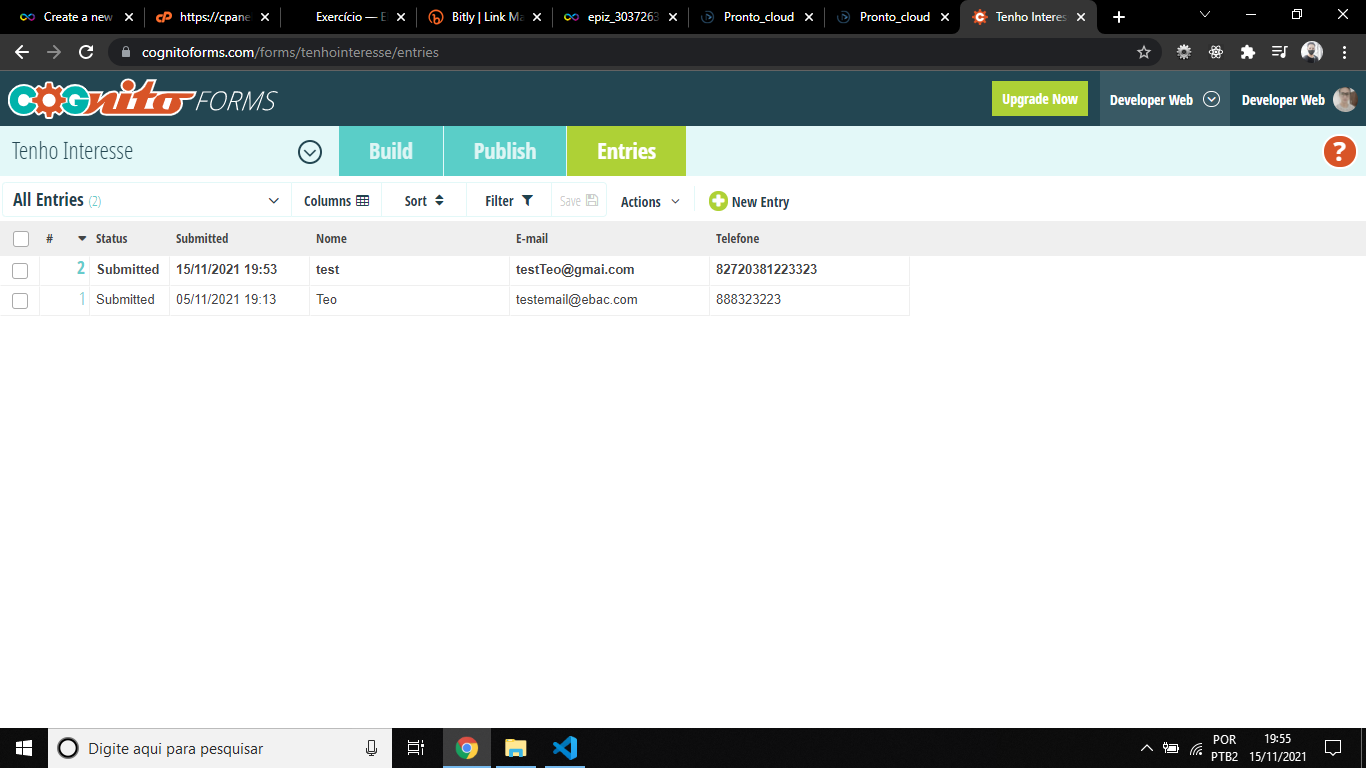 Create a new
https://cpane
Exercício — E
Bitly | Link Ma
epiz_3037263
Pronto_cloud
Pronto_cloud
Tenho Interes
cognitoforms.com/forms/tenhointeresse/entries
COGnito FORMS
Upgrade Now
Developer Web
Developer Web
Tenho Interesse
Build
Publish
Entries
?
All Entries (2)
Columns
Sort
Filter
Save
Actions
New Entry
# Status Submitted Nome E-mail Telefone
2 Submitted 15/11/2021 19:53 test testTeo@gmai.com 82720381223323
1 Submitted 05/11/2021 19:13 Teo testemail@ebac.com 888323223
Digite aqui para pesquisar
POR
PTB2
19:55
15/11/2021